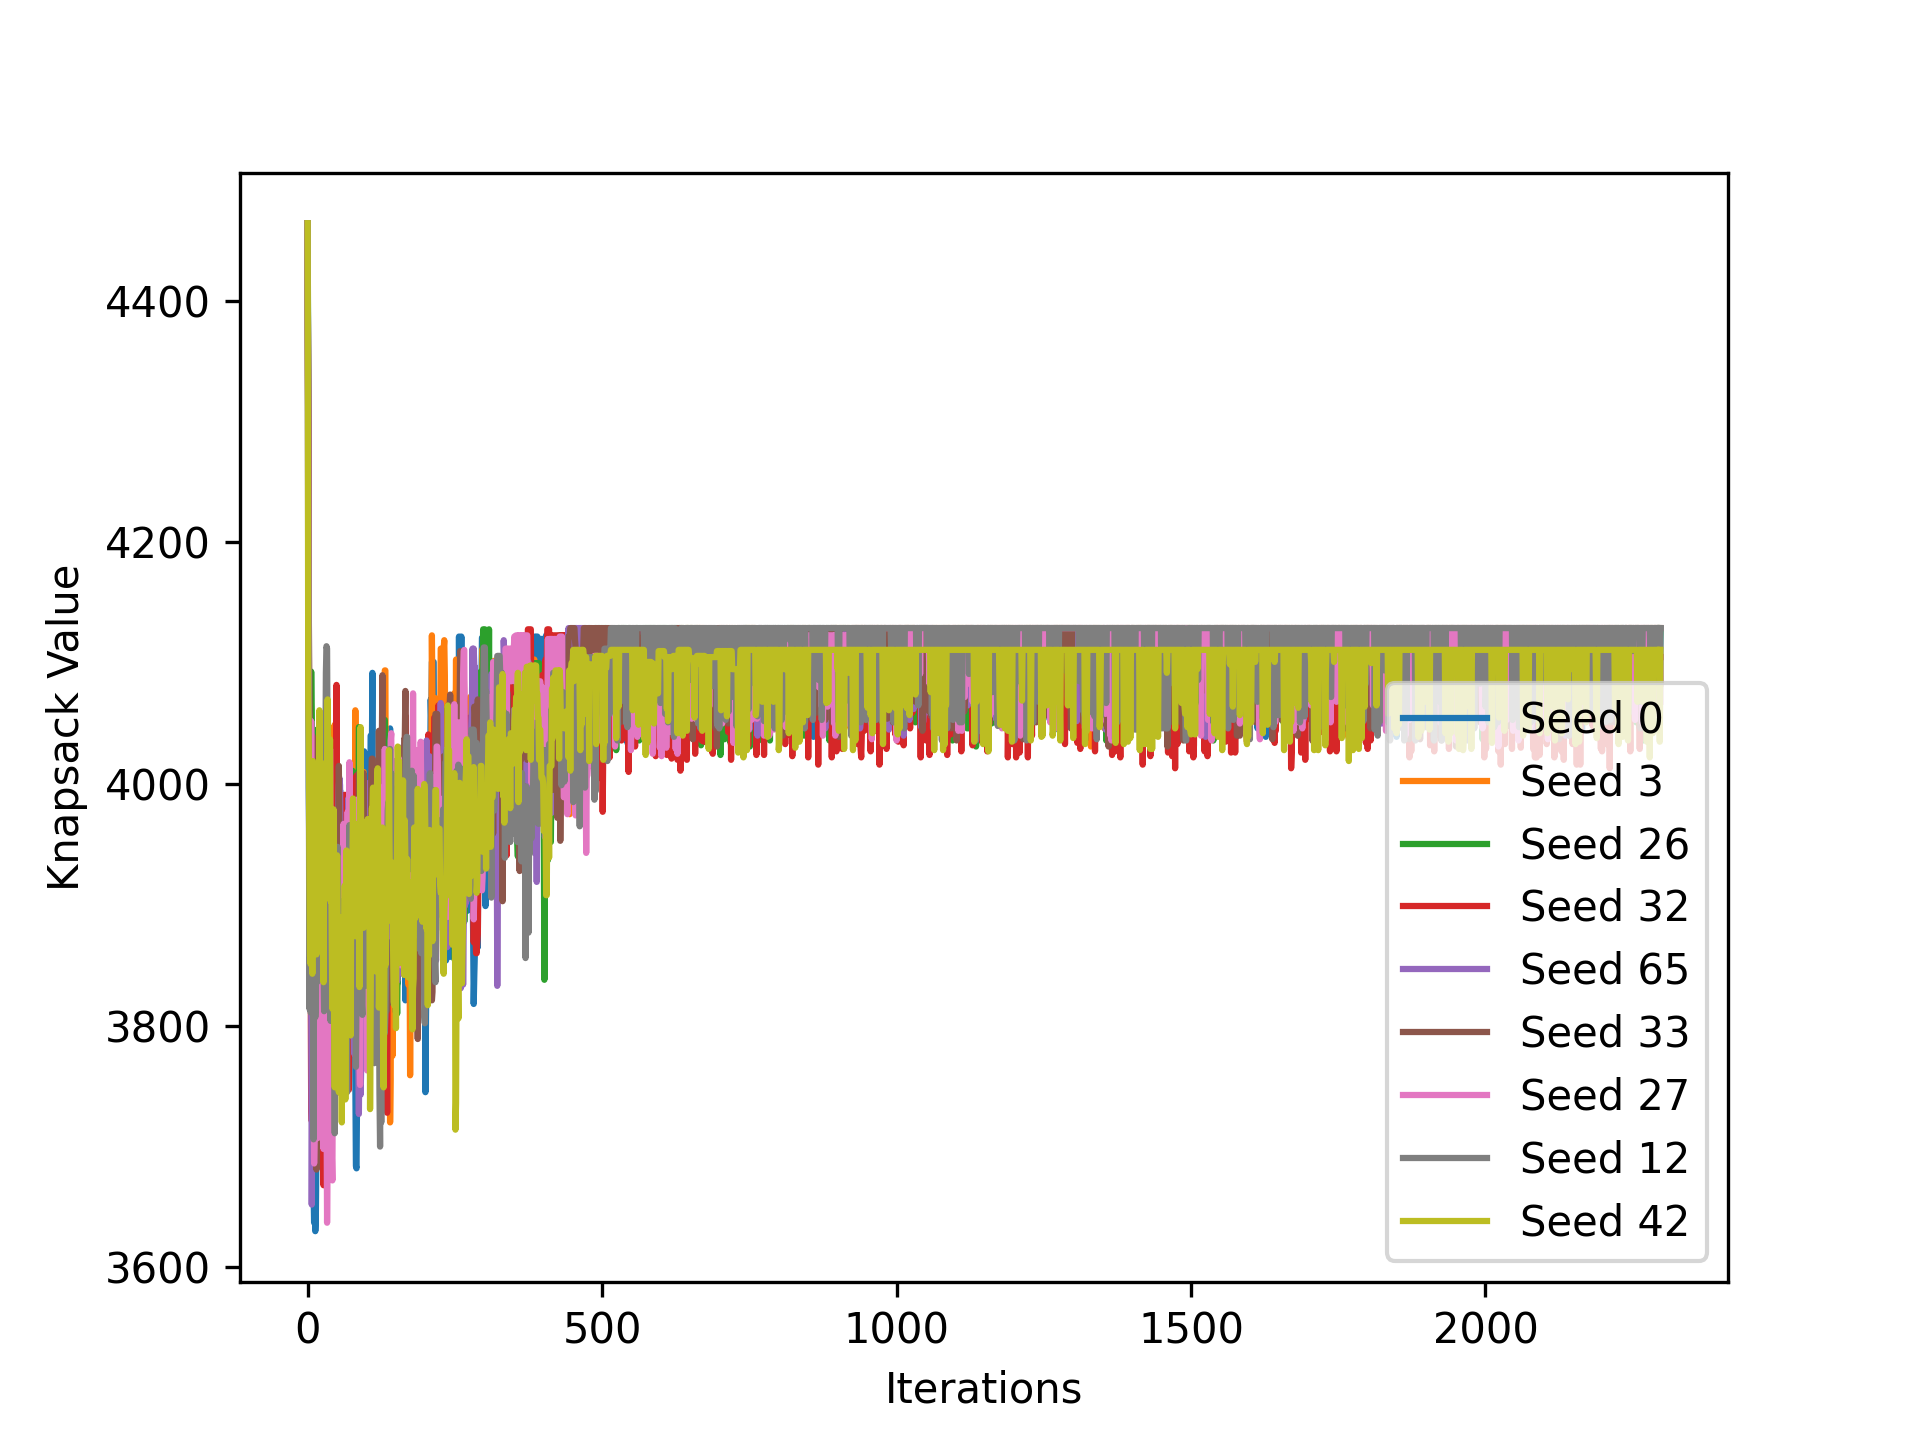 4400
4200
4000
3800
3600
Knapsack Value
0 500 1000 1500 2000
Iterations
Seed 0
Seed 3
Seed 26
Seed 32
Seed 65
Seed 33
Seed 27
Seed 12
Seed 42